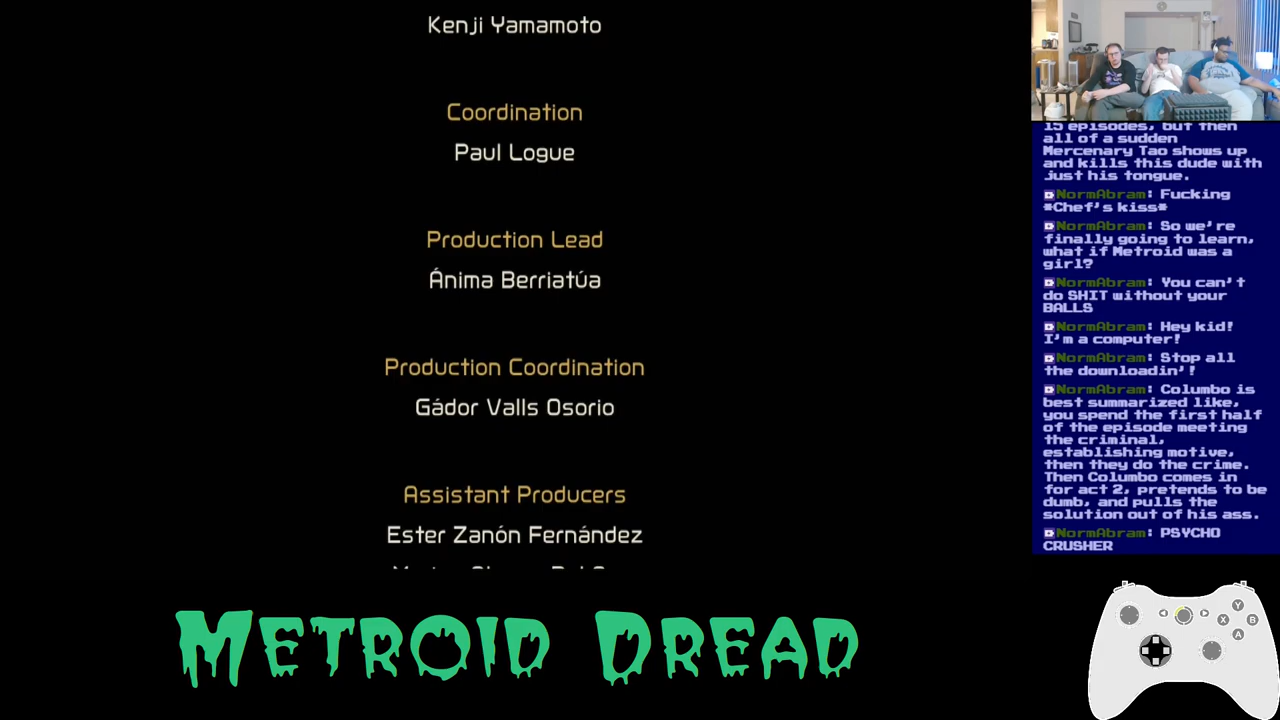 Kenji Yamamoto
Coordination
Paul Logue
Production Lead
Ánima Berriatúa
Production Coordination
Gádor Valls Osorio
Assistant Producers
Ester Zanón Fernández
METROID DREAD
15 episodes, but then
all of a sudden
Mercenary Tao shows up
and kills this dude with
just his tongue.
NormAbram: Fucking
*Chef's kiss*
NormAbram: So we're
finally going to learn,
what if Metroid was a
girl?
NormAbram: You can't
do SHIT without your
BALLS
NormAbram: Hey kid!
I'm a computer!
NormAbram: Stop all
the downloadin'!
NormAbram: Columbo is
best summarized like,
you spend the first half
of the episode meeting
the criminal,
establishing motive,
then they do the crime.
Then Columbo comes in
for act 2, pretends to be
dumb, and pulls the
solution out of his ass.
NormAbram: PSYCHO
CRUSHER
Y
X B
A